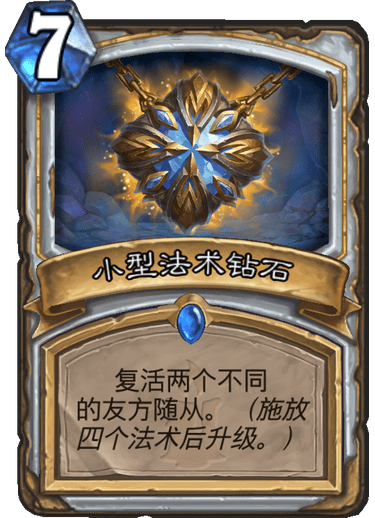 7
小型法术钻石
复活两个不同
的友方随从。（施放
四个法术后升级。）